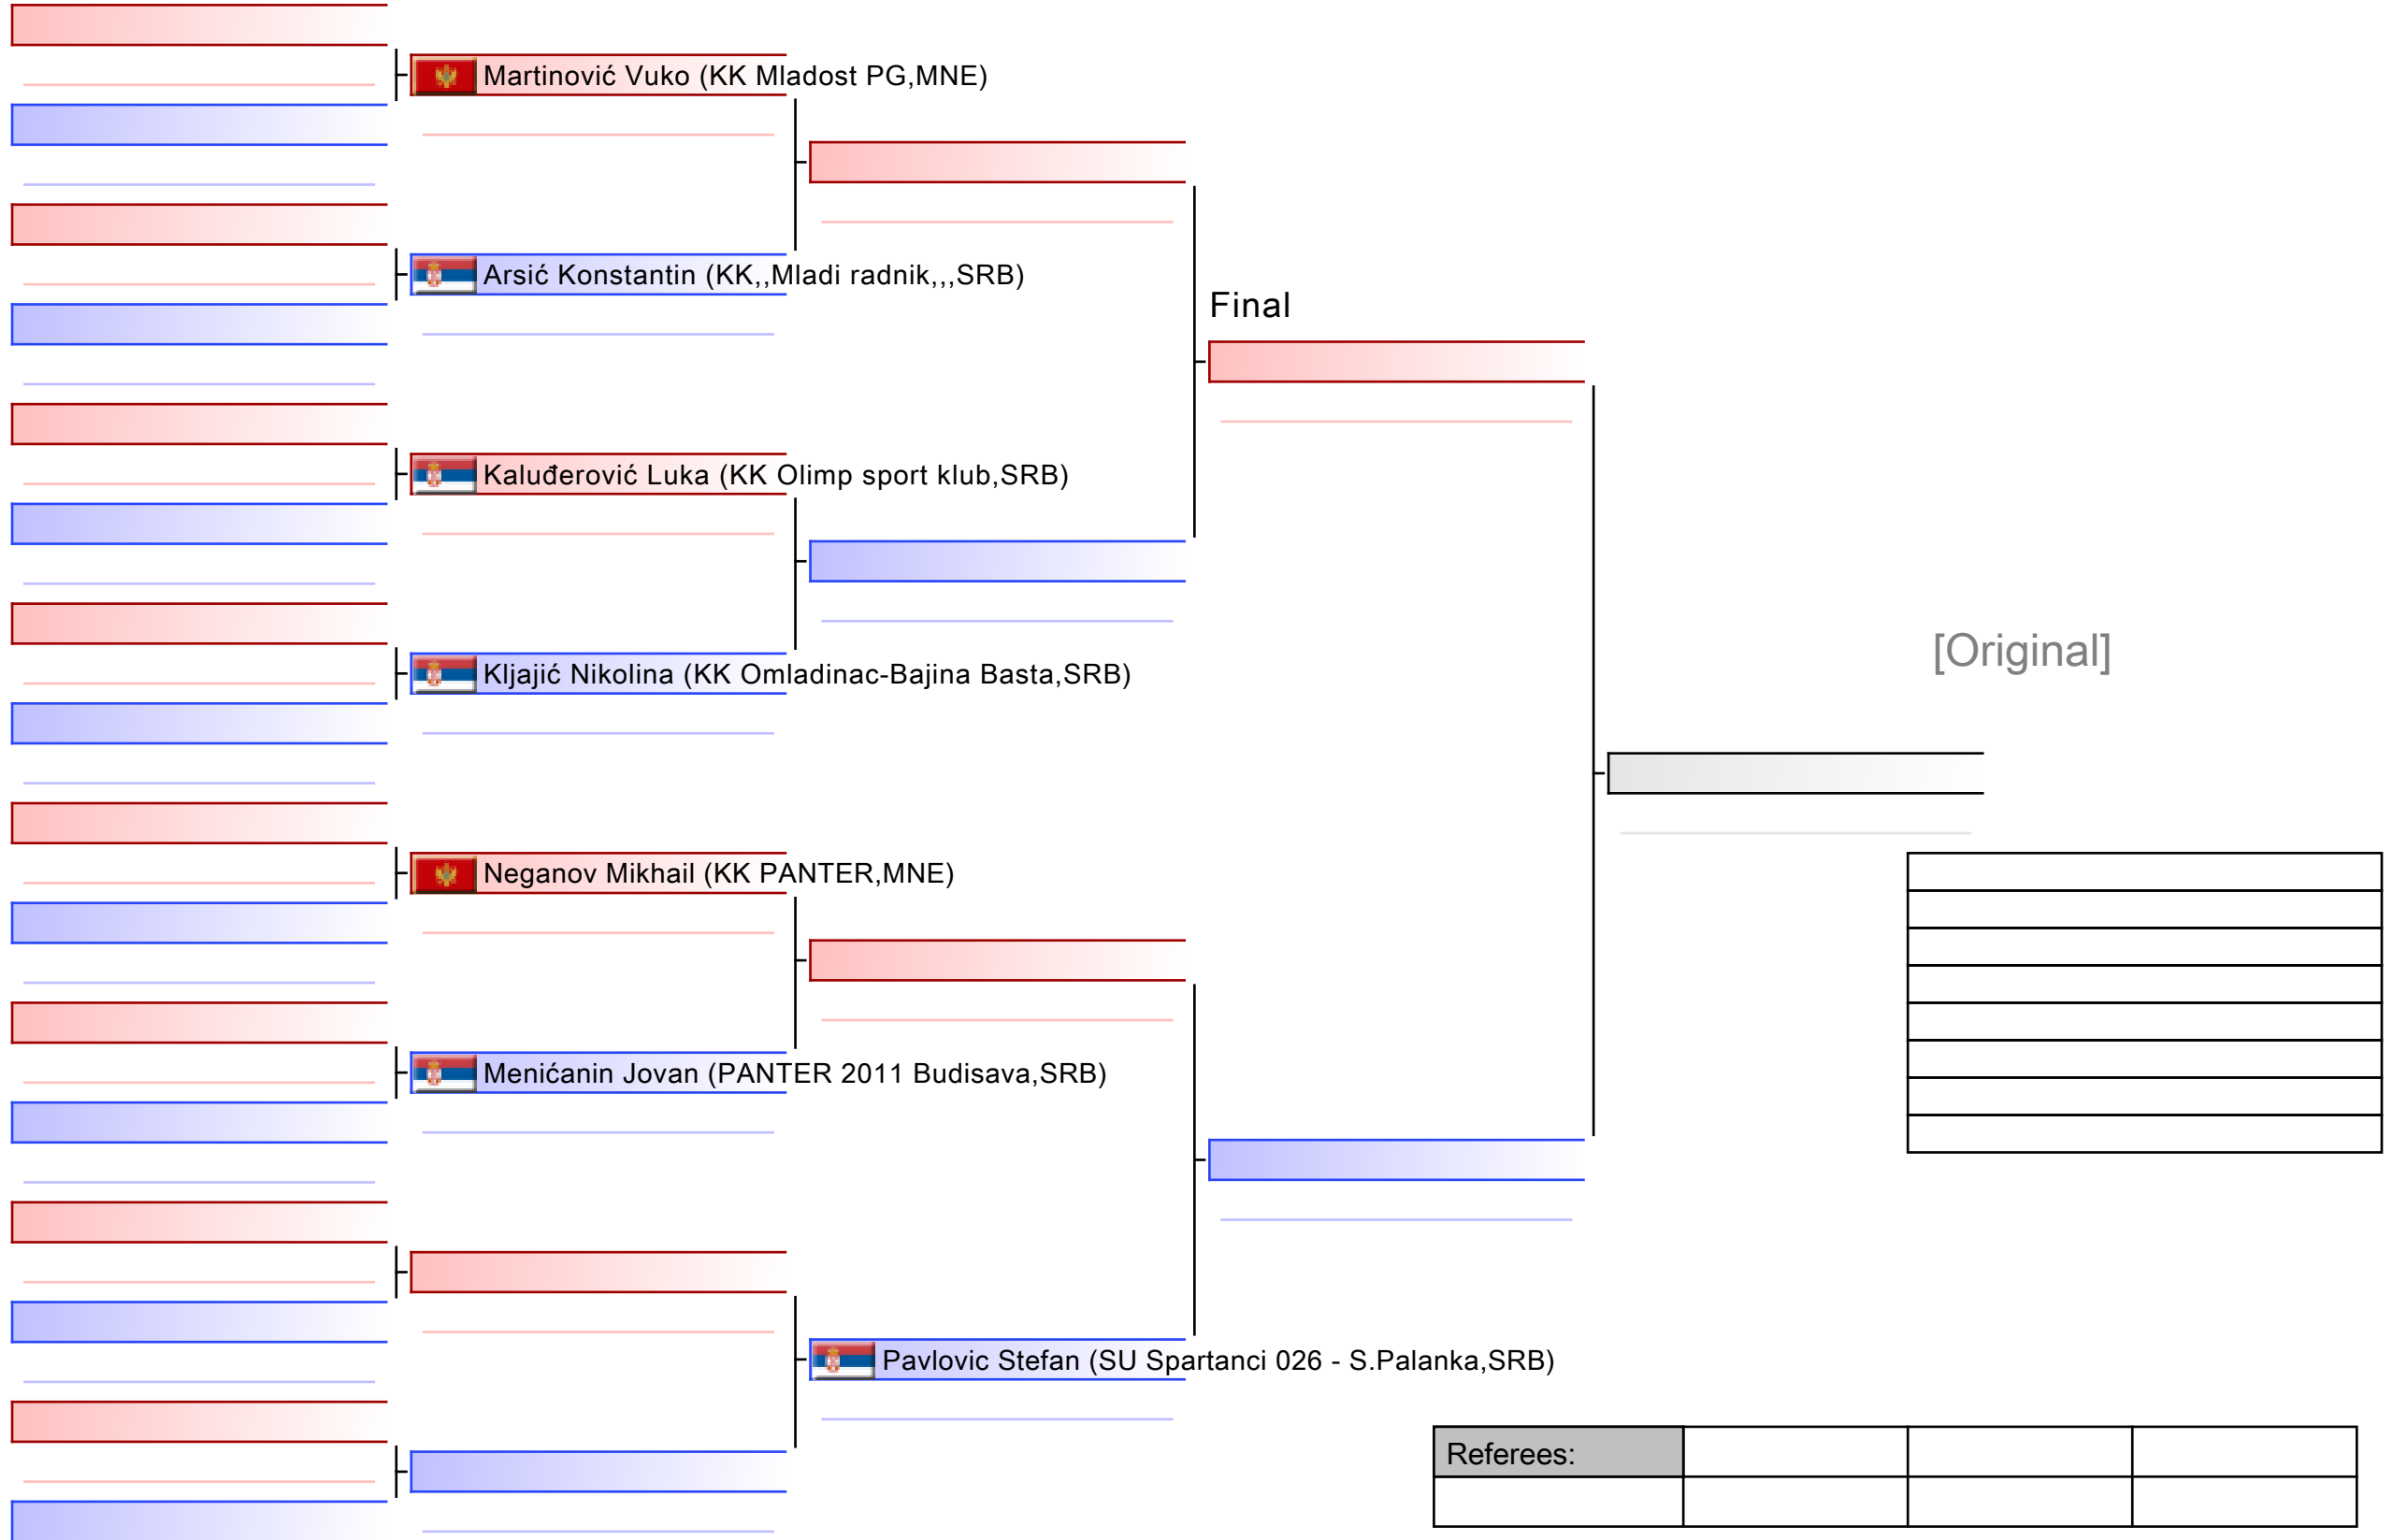 Martinović Vuko (KK Mladost PG,MNE)
Arsić Konstantin (KK,,Mladi radnik,,,SRB)
Final
Kaluđerović Luka (KK Olimp sport klub,SRB)
[Original]
Kljajić Nikolina (KK Omladinac-Bajina Basta,SRB)
Neganov Mikhail (KK PANTER,MNE)
Menićanin Jovan (PANTER 2011 Budisava,SRB)
Pavlovic Stefan (SU Spartanci 026 - S.Palanka,SRB)
Referees: